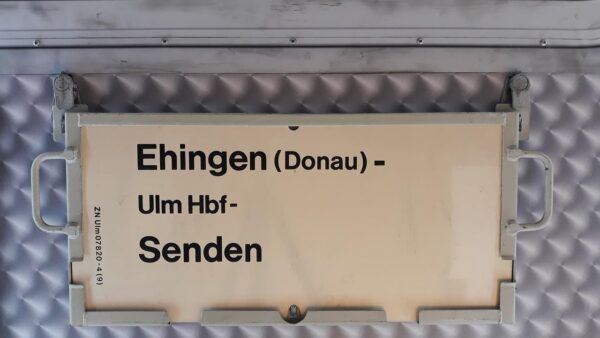 Ehingen (Donau) -
Ulm Hbf -
Senden
ZN Ulm 07820-4 (9)